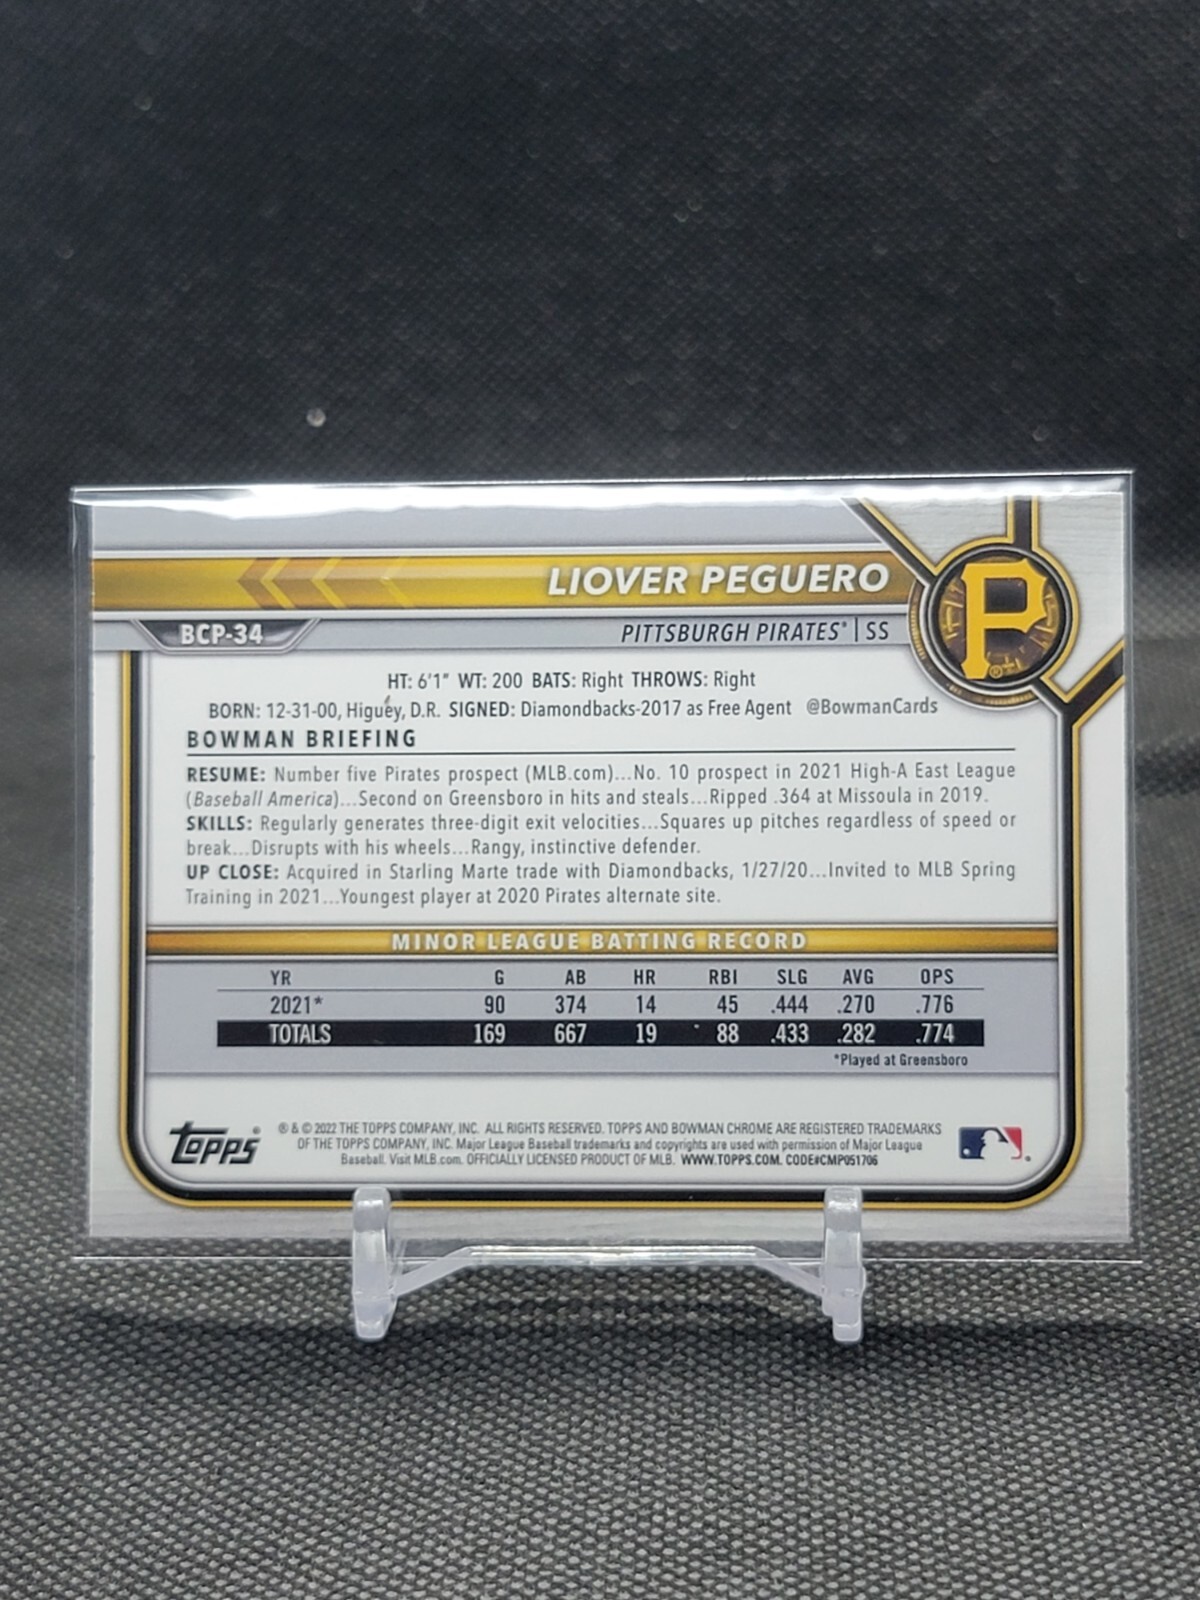 LIOVER PEGUERO
BCP-34
PITTSBURGH PIRATES® | SS
P
HT: 6'1" WT: 200 BATS: Right THROWS: Right
BORN: 12-31-00, Higuey, D.R. SIGNED: Diamondbacks-2017 as Free Agent @BowmanCards
BOWMAN BRIEFING
RESUME: Number five Pirates prospect (MLB.com)...No. 10 prospect in 2021 High-A East League
(Baseball America)...Second on Greensboro in hits and steals...Ripped .364 at Missoula in 2019.
SKILLS: Regularly generates three-digit exit velocities...Squares up pitches regardless of speed or
break...Disrupts with his wheels...Rangy, instinctive defender.
UP CLOSE: Acquired in Starling Marte trade with Diamondbacks, 1/27/20...Invited to MLB Spring
Training in 2021...Youngest player at 2020 Pirates alternate site.
MINOR LEAGUE BATTING RECORD
YR G AB HR RBI SLG AVG OPS
2021* 90 374 14 45 .444 .270 .776
TOTALS 169 667 19 88 .433 .282 .774
*Played at Greensboro
Topps®
® & © 2022 THE TOPPS COMPANY, INC. ALL RIGHTS RESERVED. TOPPS AND BOWMAN CHROME ARE REGISTERED TRADEMARKS
OF THE TOPPS COMPANY, INC. Major League Baseball trademarks and copyrights are used with permission of Major League
Baseball. Visit MLB.com. OFFICIALLY LICENSED PRODUCT OF MLB. WWW.TOPPS.COM. CODE#CMP051706